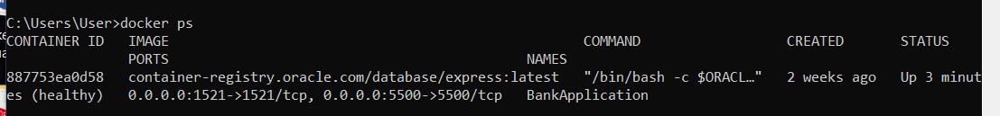 C:\Users\User>docker ps
CONTAINER ID   IMAGE                                                 COMMAND                  CREATED       STATUS
               PORTS                                            NAMES
887753ea0d58   container-registry.oracle.com/database/express:latest   "/bin/bash -c $ORACL…"   2 weeks ago   Up 3 minut
es (healthy)   0.0.0.0:1521->1521/tcp, 0.0.0.0:5500->5500/tcp   BankApplication